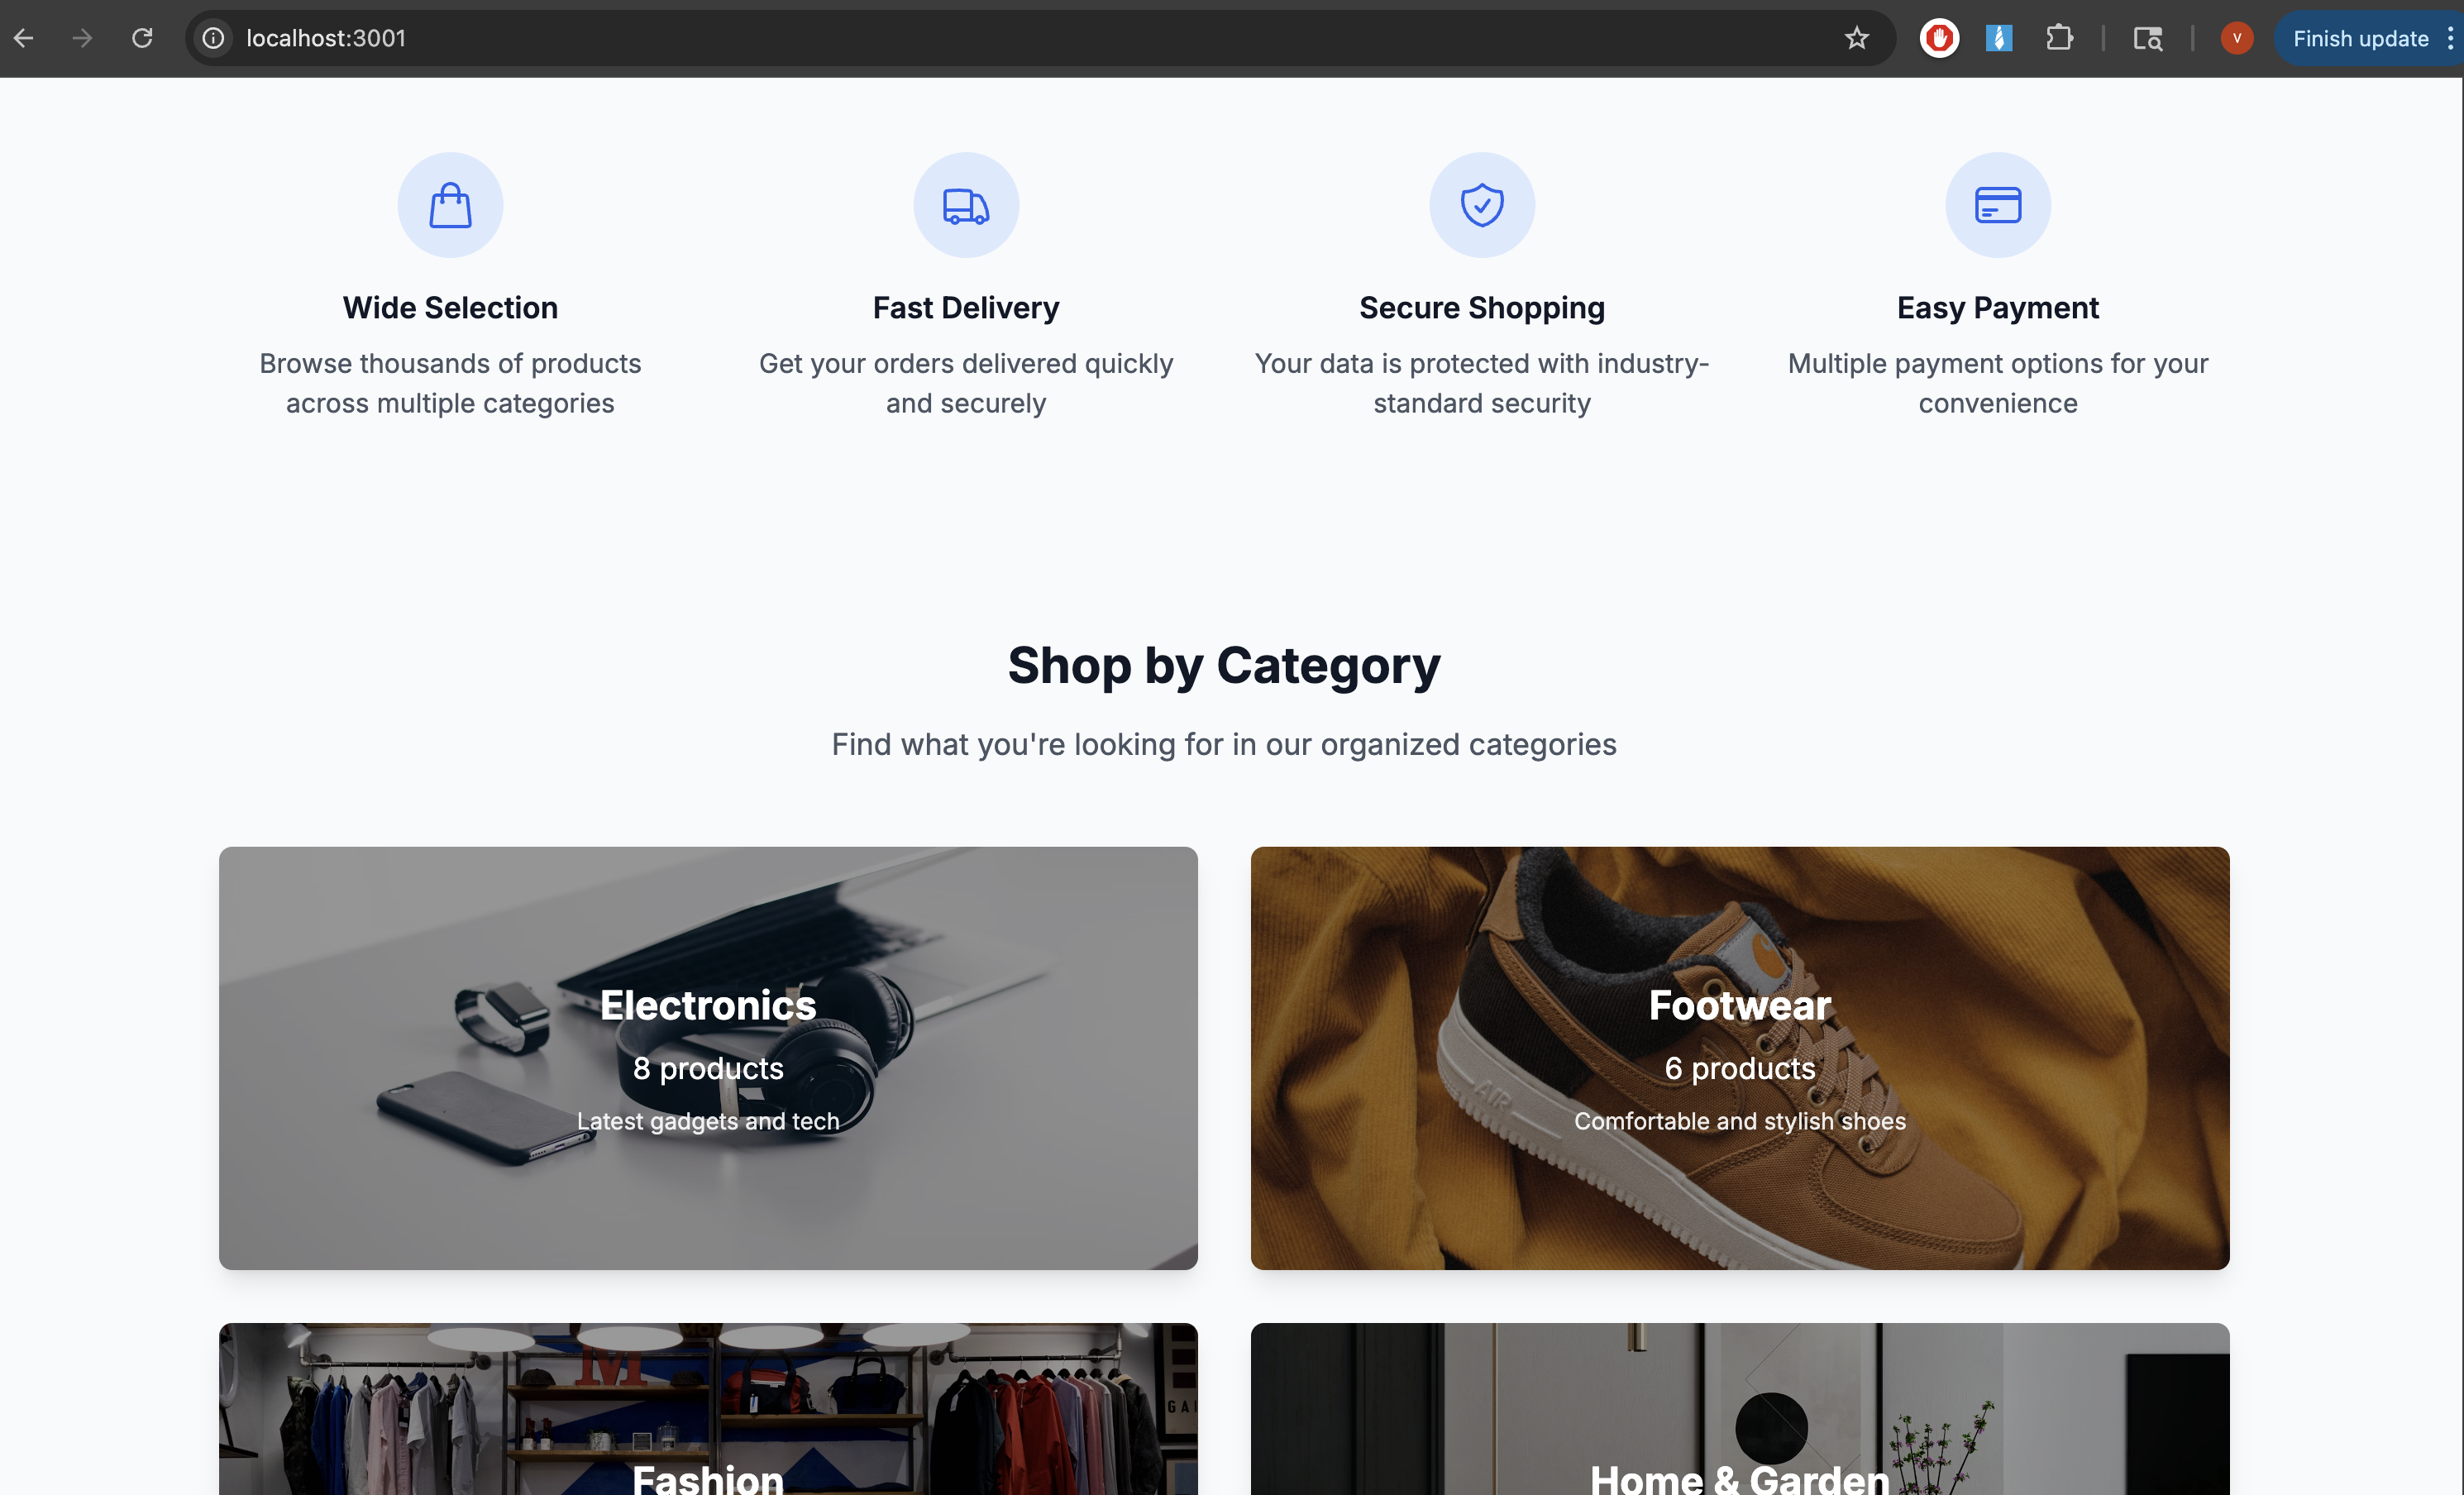 localhost:3001
V
Finish update
Wide Selection
Browse thousands of products
across multiple categories
Fast Delivery
Get your orders delivered quickly
and securely
Secure Shopping
Your data is protected with industry-
standard security
Easy Payment
Multiple payment options for your
convenience
Shop by Category
Find what you're looking for in our organized categories
Electronics
8 products
Latest gadgets and tech
AIR
Footwear
6 products
Comfortable and stylish shoes
M
GA
Fashion
Home & Garden